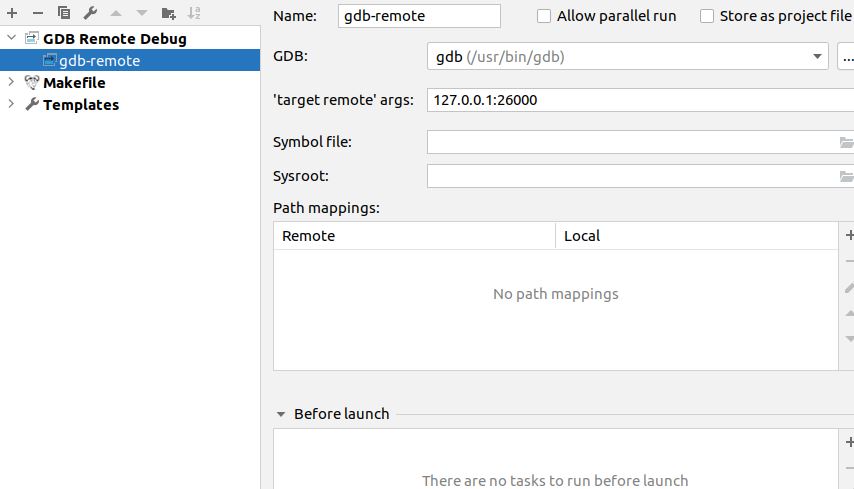 Name: gdb-remote Allow parallel run Store as project file
GDB Remote Debug
gdb-remote
Makefile
Templates
GDB: gdb (/usr/bin/gdb) ...
'target remote' args: 127.0.0.1:26000
Symbol file:
Sysroot:
Path mappings:
Remote Local
No path mappings
Before launch
There are no tasks to run before launch